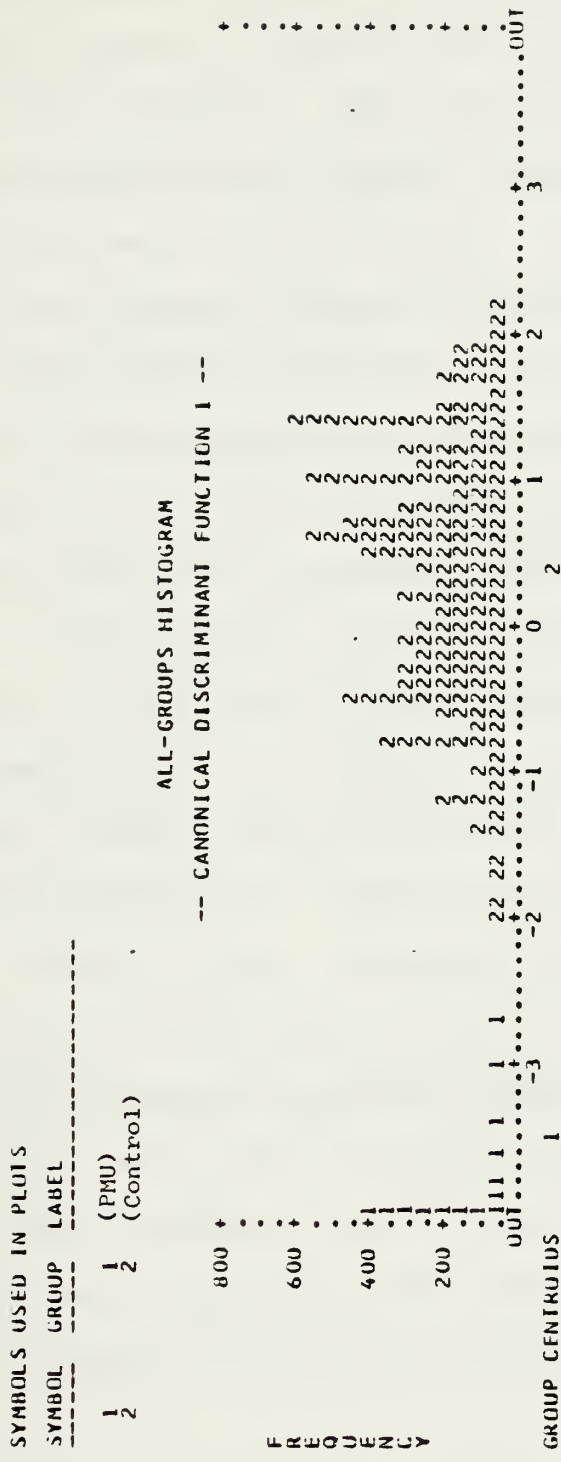 SYMBOLS USED IN PLOTS
SYMBOL GROUP LABEL
1 1 (PMU)
2 2 (Control)
ALL-GROUPS HISTOGRAM
-- CANONICAL DISCRIMINANT FUNCTION 1 --
FREQUENCY
800
600
400
200
OUT -3 -2 -1 0 1 2 3 OUT
GROUP CENTROIDS 1 2